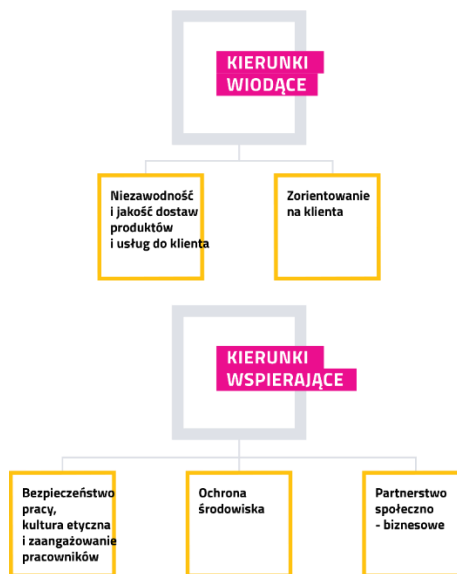 KIERUNKI
WIODĄCE
Niezawodność
i jakość dostaw
produktów
i usług do klienta
Zorientowanie
na klienta
KIERUNKI
WSPIERAJĄCE
Bezpieczeństwo
pracy,
kultura etyczna
i zaangażowanie
pracowników
Ochrona
środowiska
Partnerstwo
społeczno
- biznesowe